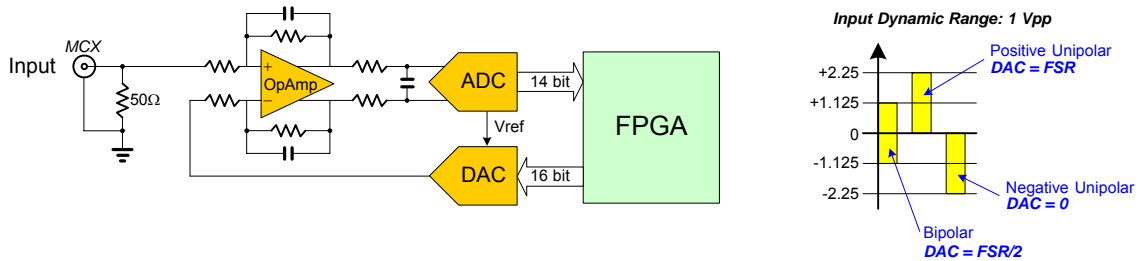 Input
MCX
50Ω
+
OpAmp
−
ADC
14 bit
FPGA
Vref
DAC
16 bit
Input Dynamic Range: 1 Vpp
Positive Unipolar
DAC = FSR
+2.25
+1.125
0
-1.125
-2.25
Negative Unipolar
DAC = 0
Bipolar
DAC = FSR/2